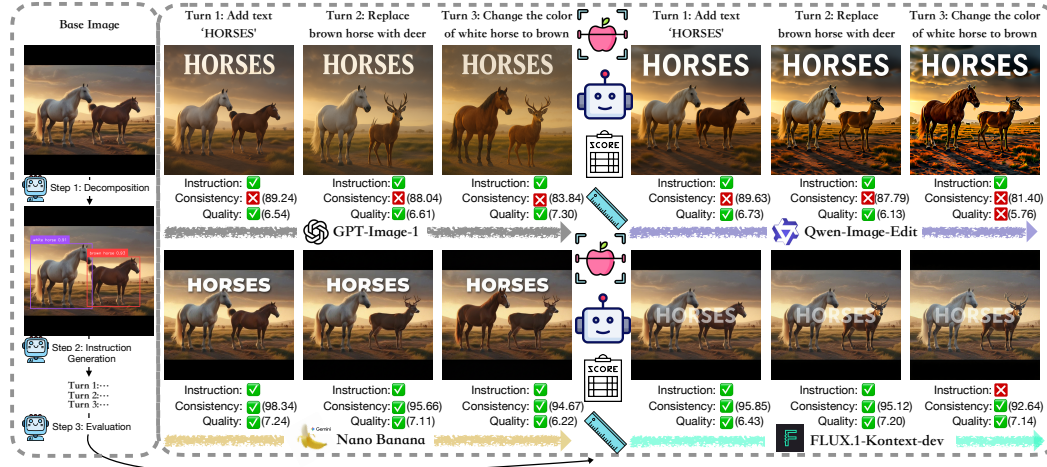 Base Image
Step 1: Decomposition
white horse 0.91
brown horse 0.87
Step 2: Instruction
Generation
Turn 1:···
Turn 2:···
Turn 3:···
Step 3: Evaluation
Turn 1: Add text
'HORSES'
Turn 2: Replace
brown horse with deer
Turn 3: Change the color
of white horse to brown
HORSES
HORSES
HORSES
Instruction:
Consistency: (89.24)
Quality: (6.54)
Instruction:
Consistency: (88.04)
Quality: (6.61)
Instruction:
Consistency: (83.84)
Quality: (7.30)
GPT-Image-1
SCORE
Turn 1: Add text
'HORSES'
Turn 2: Replace
brown horse with deer
Turn 3: Change the color
of white horse to brown
HORSES
HORSES
HORSES
Instruction:
Consistency: (89.63)
Quality: (6.73)
Instruction:
Consistency: (87.79)
Quality: (6.13)
Instruction:
Consistency: (81.40)
Quality: (5.76)
Qwen-Image-Edit
HORSES
HORSES
HORSES
Instruction:
Consistency: (98.34)
Quality: (7.24)
Instruction:
Consistency: (95.66)
Quality: (7.11)
Instruction:
Consistency: (94.67)
Quality: (6.22)
Gemini
Nano Banana
SCORE
HORSES
HORSES
HORSES
Instruction:
Consistency: (95.85)
Quality: (6.43)
Instruction:
Consistency: (95.12)
Quality: (7.20)
Instruction:
Consistency: (92.64)
Quality: (7.14)
FLUX.1-Kontext-dev